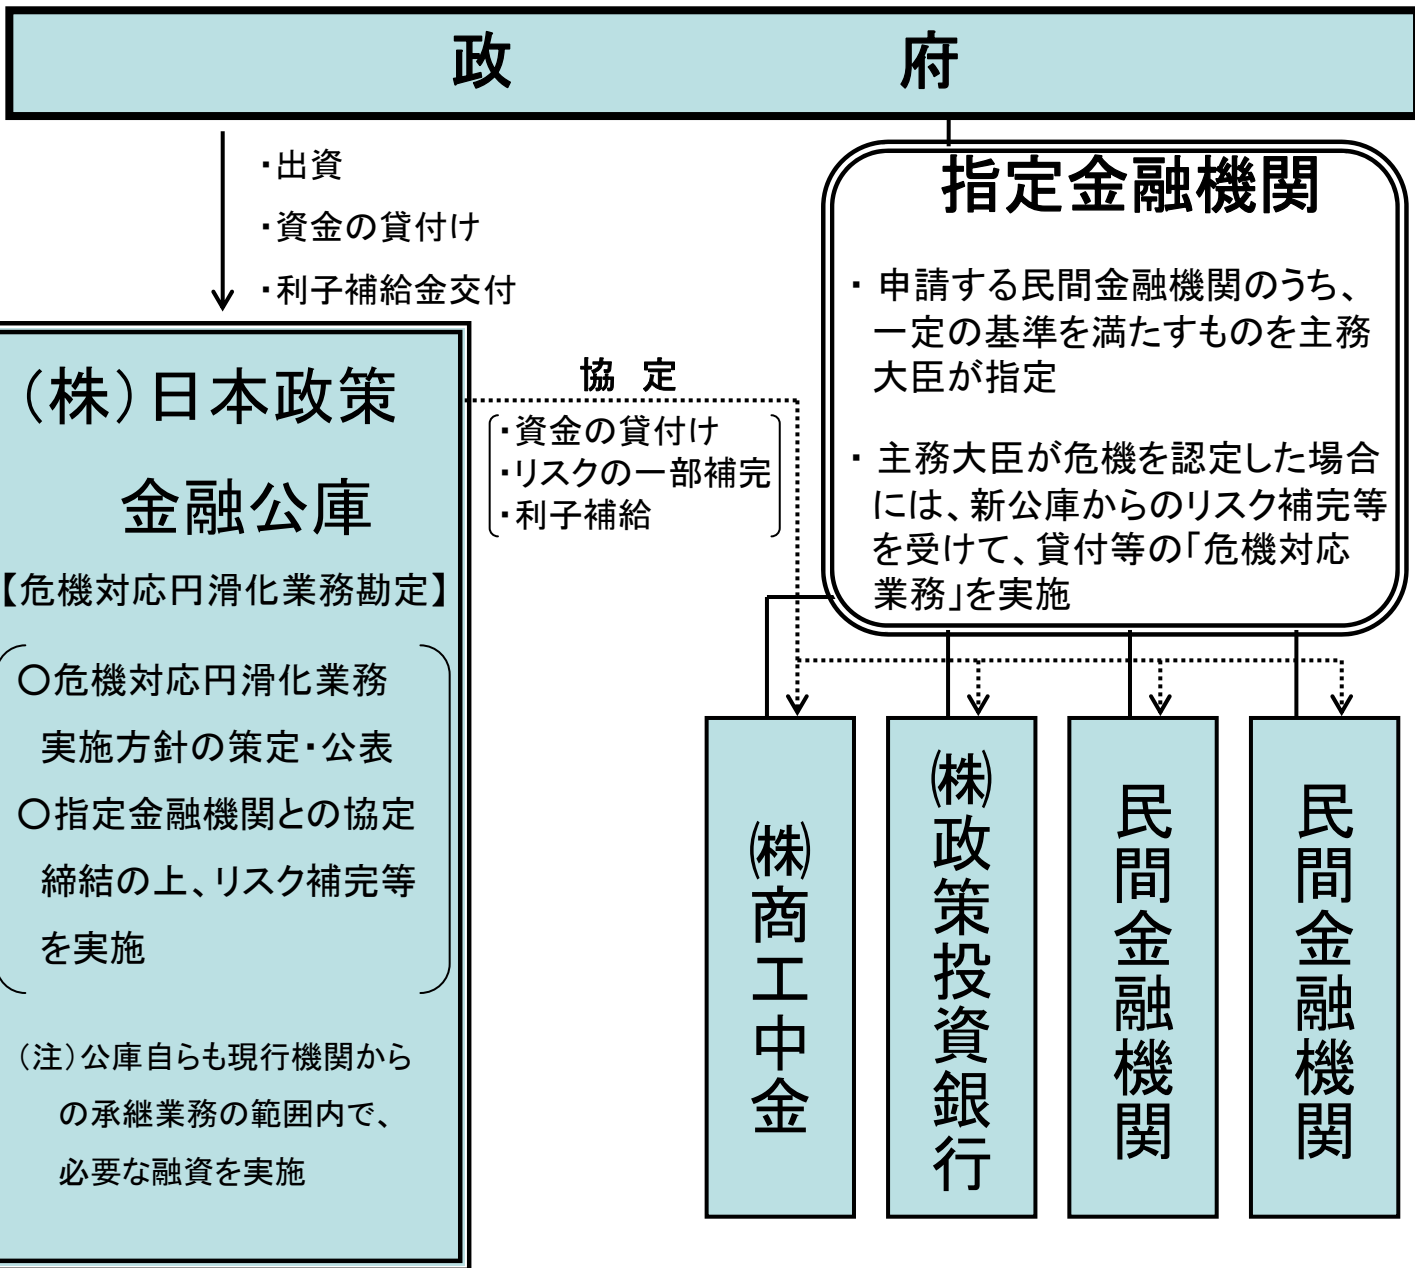 政府
・出資
・資金の貸付け
・利子補給金交付
(株)日本政策
金融公庫
【危機対応円滑化業務勘定】
○危機対応円滑化業務
実施方針の策定・公表
○指定金融機関との協定
締結の上、リスク補完等
を実施
(注)公庫自らも現行機関から
の承継業務の範囲内で、
必要な融資を実施
協定
・資金の貸付け
・リスクの一部補完
・利子補給
指定金融機関
・申請する民間金融機関のうち、
一定の基準を満たすものを主務
大臣が指定
・主務大臣が危機を認定した場合
には、新公庫からのリスク補完等
を受けて、貸付等の「危機対応
業務」を実施
㈱商工中金
㈱政策投資銀行
民間金融機関
民間金融機関